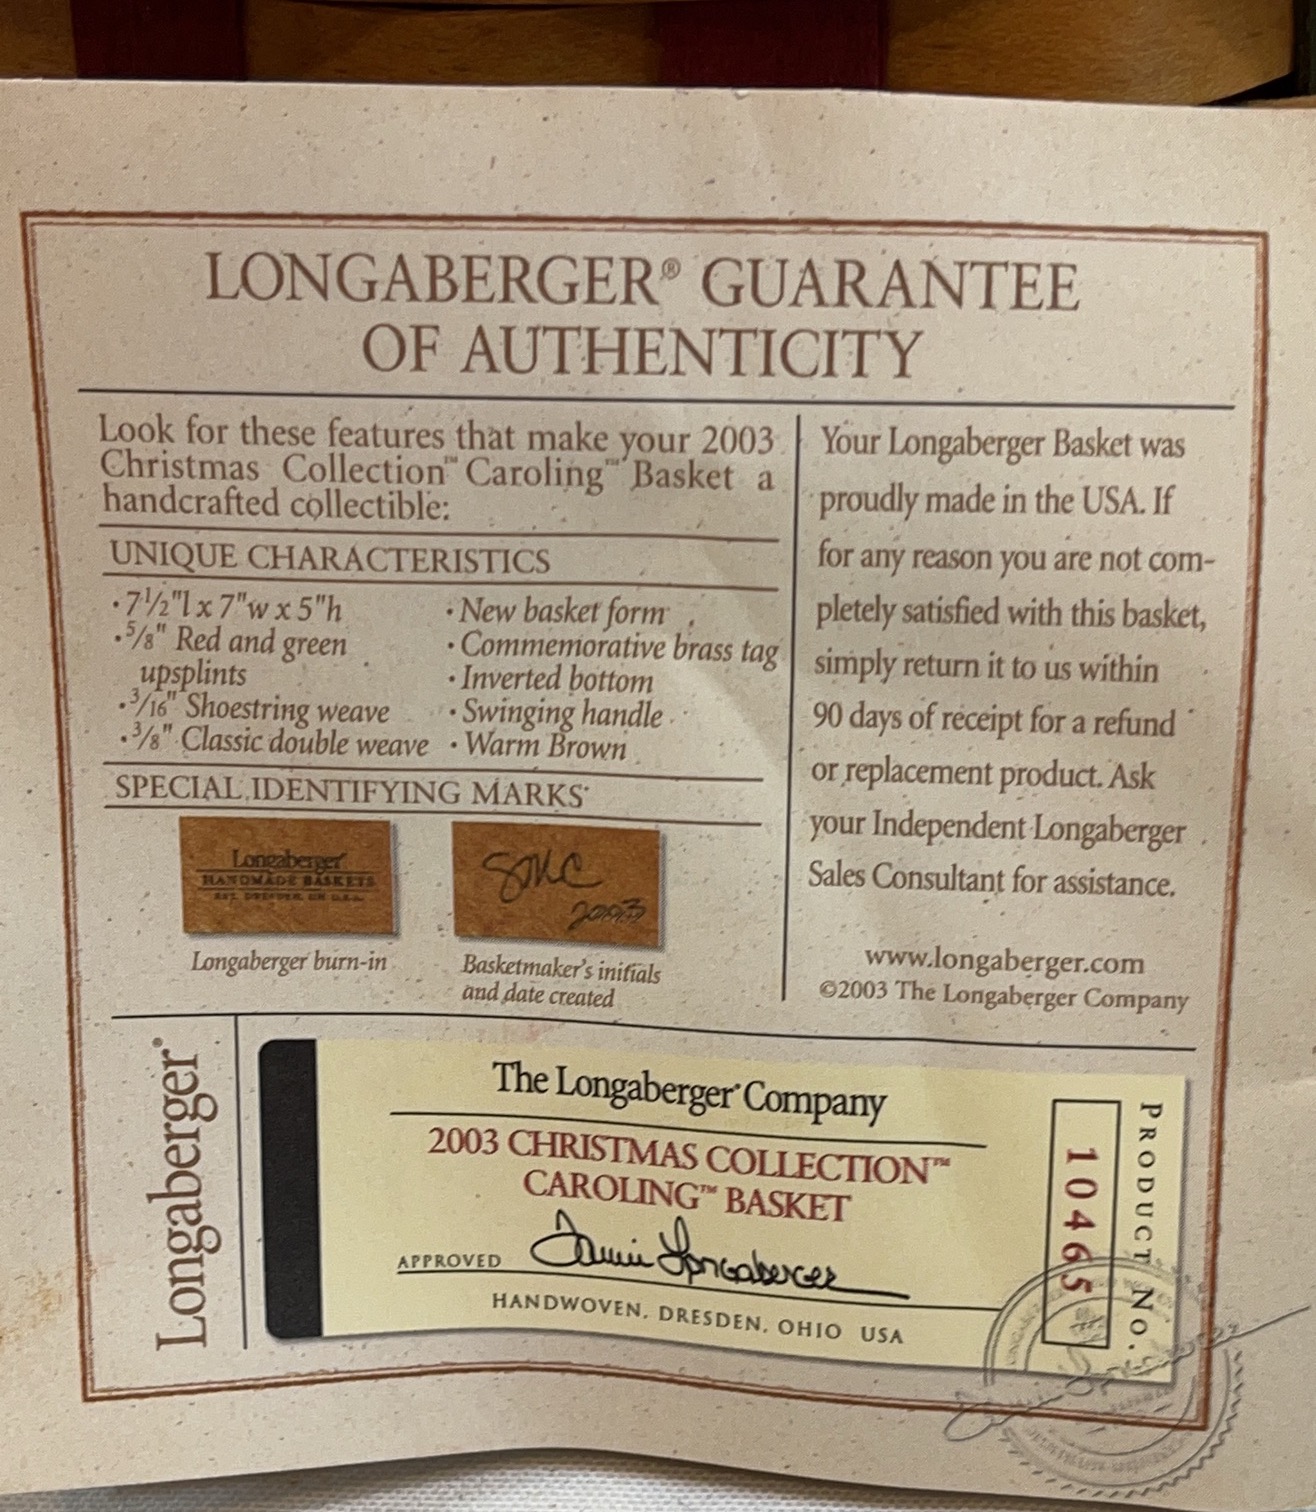 LONGABERGER® GUARANTEE
OF AUTHENTICITY
Look for these features that make your 2003
Christmas Collection™ Caroling™ Basket a
handcrafted collectible:
UNIQUE CHARACTERISTICS
·7½"l x 7"w x 5"h
·⅝" Red and green
upsplints
·3/16" Shoestring weave
·⅜" Classic double weave
·New basket form
·Commemorative brass tag
·Inverted bottom
·Swinging handle
·Warm Brown
SPECIAL IDENTIFYING MARKS
Longaberger
HANDMADE BASKETS
Longaberger burn-in
SMC
2003
Basketmaker's initials
and date created
Your Longaberger Basket was
proudly made in the USA. If
for any reason you are not com-
pletely satisfied with this basket,
simply return it to us within
90 days of receipt for a refund
or replacement product. Ask
your Independent Longaberger
Sales Consultant for assistance.
www.longaberger.com
©2003 The Longaberger Company
Longaberger®
The Longaberger® Company
2003 CHRISTMAS COLLECTION™
CAROLING™ BASKET
APPROVED Tami Longaberger
HANDWOVEN, DRESDEN, OHIO USA
10465
PRODUCT NO.